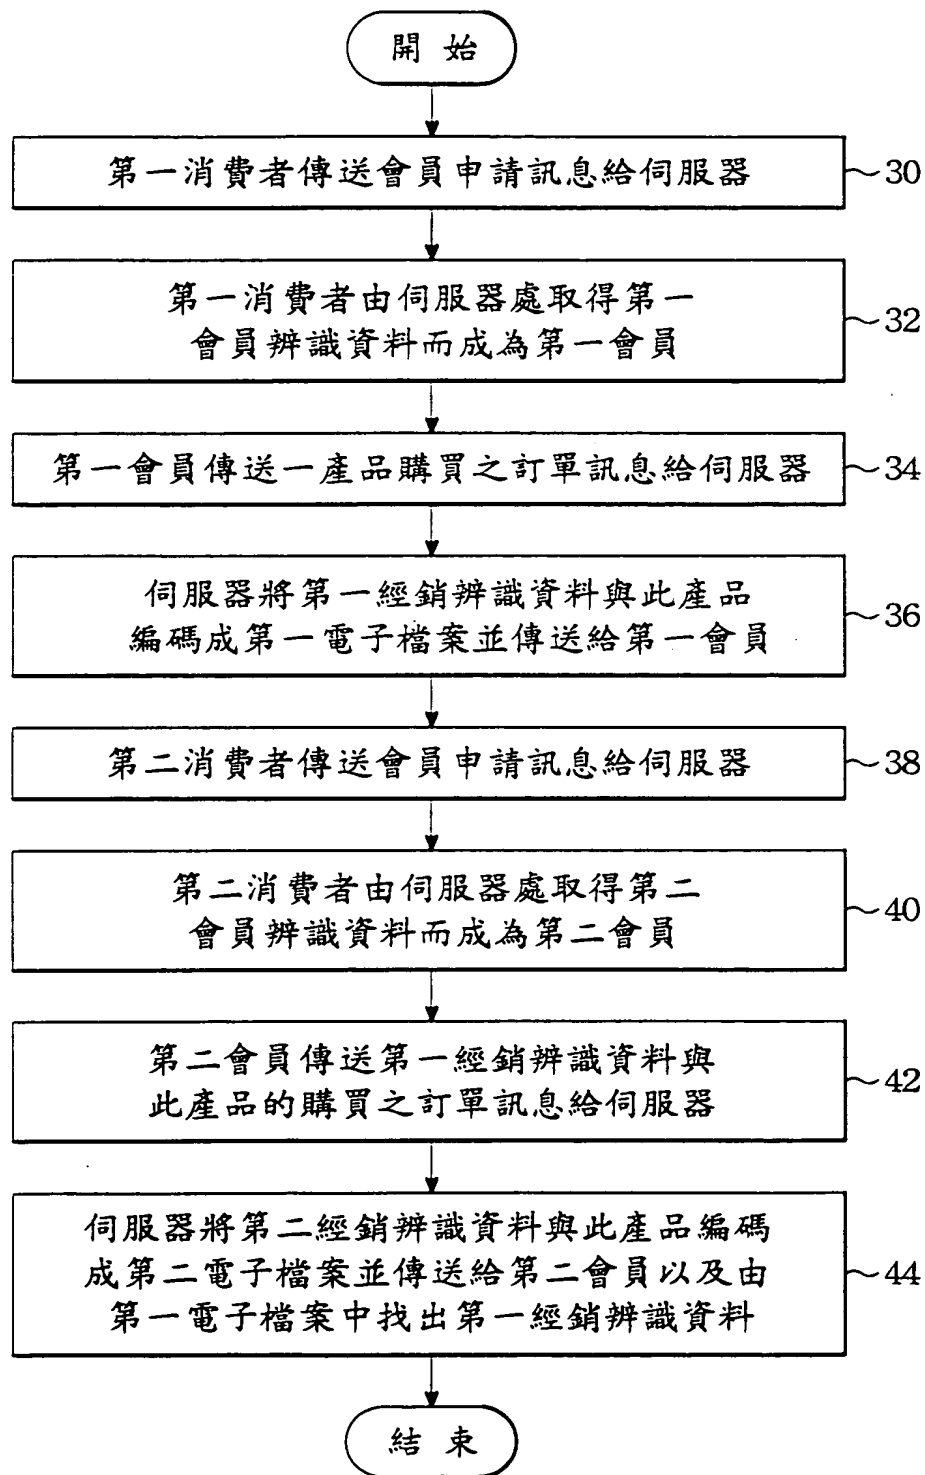 開始
第一消費者傳送會員申請訊息給伺服器
30
第一消費者由伺服器處取得第一
會員辨識資料而成為第一會員
32
第一會員傳送一產品購買之訂單訊息給伺服器
34
伺服器將第一經銷辨識資料與此產品
編碼成第一電子檔案並傳送給第一會員
36
第二消費者傳送會員申請訊息給伺服器
38
第二消費者由伺服器處取得第二
會員辨識資料而成為第二會員
40
第二會員傳送第一經銷辨識資料與
此產品的購買之訂單訊息給伺服器
42
伺服器將第二經銷辨識資料與此產品編碼
成第二電子檔案並傳送給第二會員以及由
第一電子檔案中找出第一經銷辨識資料
44
結束